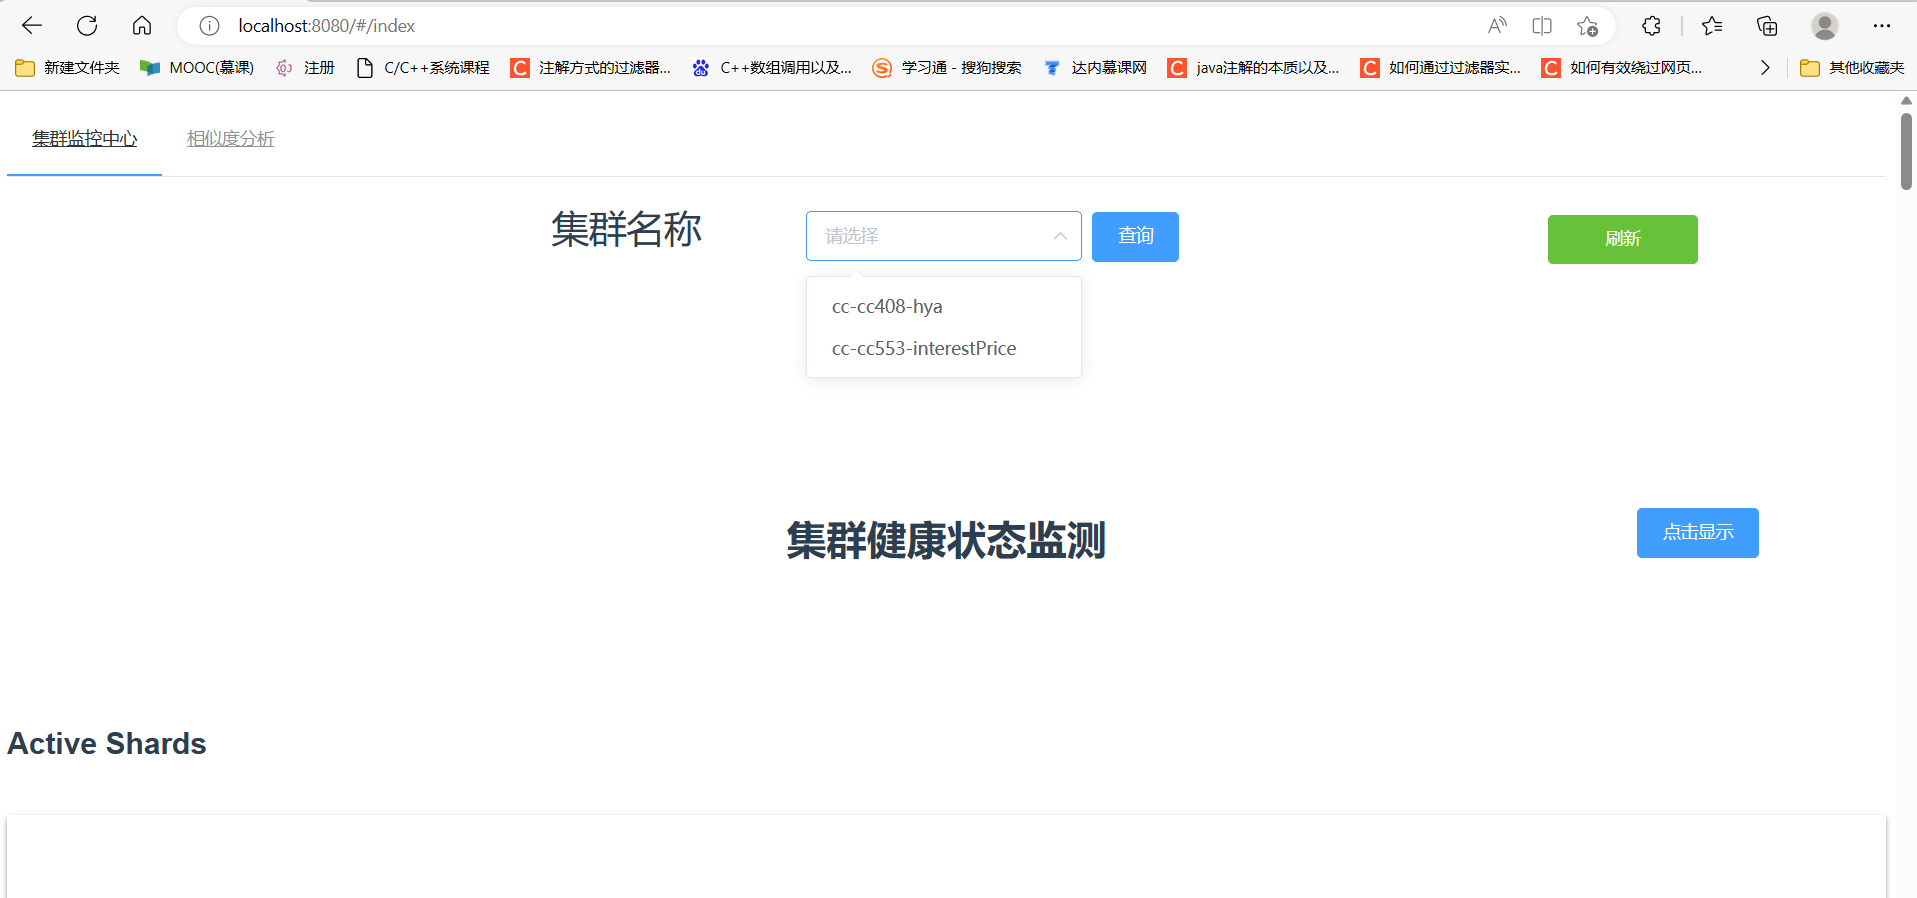 localhost:8080/#/index
新建文件夹 MOOC(慕课) 注册 C/C++系统课程 注解方式的过滤器... C++数组调用以及... 学习通 - 搜狗搜索 达内慕课网 java注解的本质以及... 如何通过过滤器实... 如何有效绕过网页... 其他收藏夹
集群监控中心 相似度分析
集群名称 请选择 查询 刷新
cc-cc408-hya
cc-cc553-interestPrice
集群健康状态监测 点击显示
Active Shards